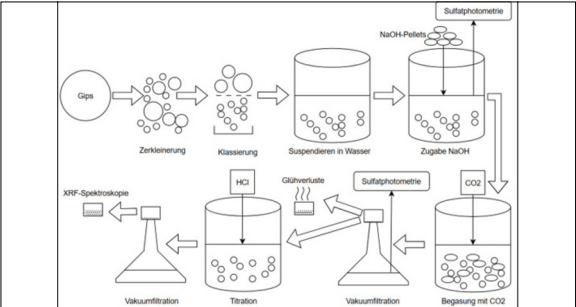 Sulfatphotometrie
NaOH-Pellets
Gips
Zerkleinerung
Klassierung
Suspendieren in Wasser
Zugabe NaOH
XRF-Spektroskopie
HCl
Glühverluste
Sulfatphotometrie
CO2
Vakuumfiltration
Titration
Vakuumfiltration
Begasung mit CO2